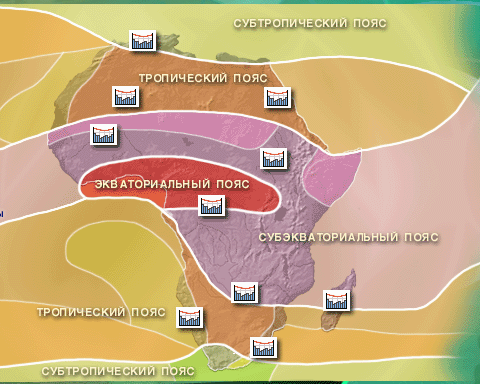 СУБТРОПИЧЕСКИЙ ПОЯС
ТРОПИЧЕСКИЙ ПОЯС
ЭКВАТОРИАЛЬНЫЙ ПОЯС
СУБЭКВАТОРИАЛЬНЫЙ ПОЯС
ТРОПИЧЕСКИЙ ПОЯС
СУБТРОПИЧЕСКИЙ ПОЯС